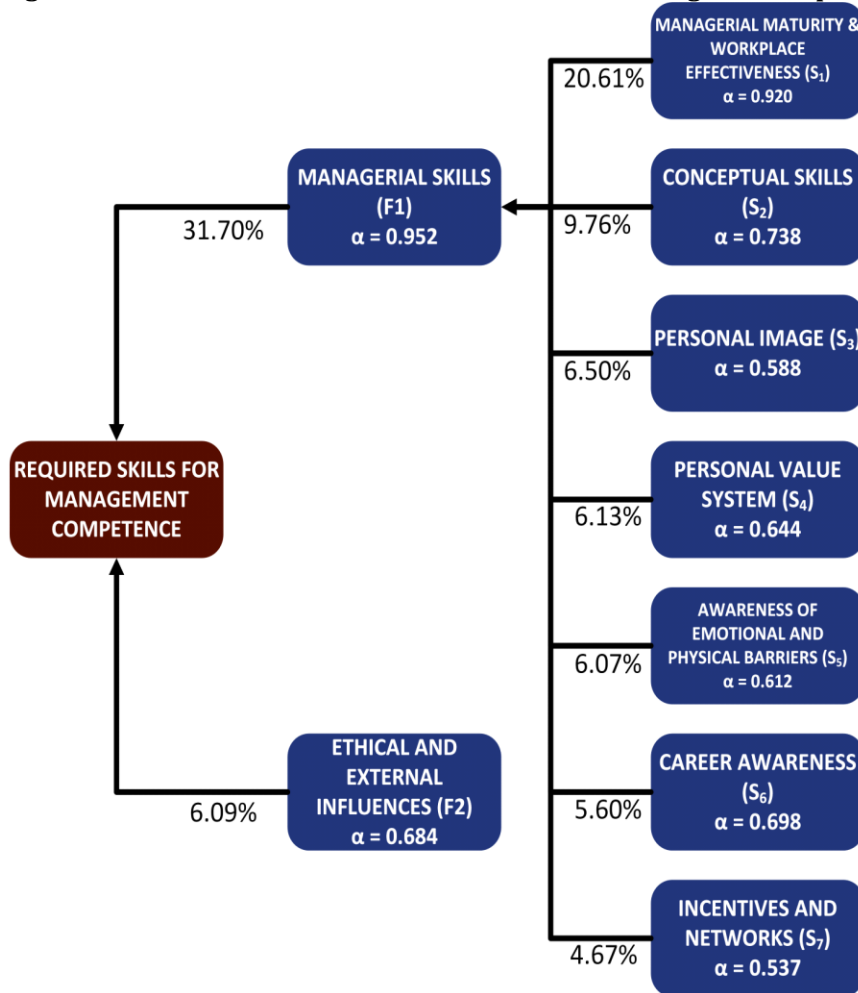 MANAGERIAL MATURITY &
WORKPLACE
EFFECTIVENESS (S₁)
α = 0.920
20.61%
MANAGERIAL SKILLS
(F1)
α = 0.952
31.70%
CONCEPTUAL SKILLS
(S₂)
α = 0.738
9.76%
PERSONAL IMAGE (S₃)
α = 0.588
6.50%
REQUIRED SKILLS FOR
MANAGEMENT
COMPETENCE
PERSONAL VALUE
SYSTEM (S₄)
α = 0.644
6.13%
AWARENESS OF
EMOTIONAL AND
PHYSICAL BARRIERS (S₅)
α = 0.612
6.07%
ETHICAL AND
EXTERNAL
INFLUENCES (F2)
α = 0.684
6.09%
CAREER AWARENESS
(S₆)
α = 0.698
5.60%
INCENTIVES AND
NETWORKS (S₇)
α = 0.537
4.67%